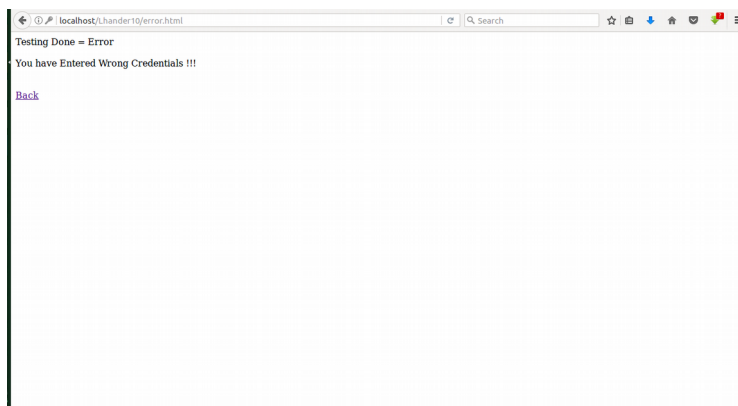 localhost/Lhander10/error.html
Search
Testing Done = Error
You have Entered Wrong Credentials !!!
Back